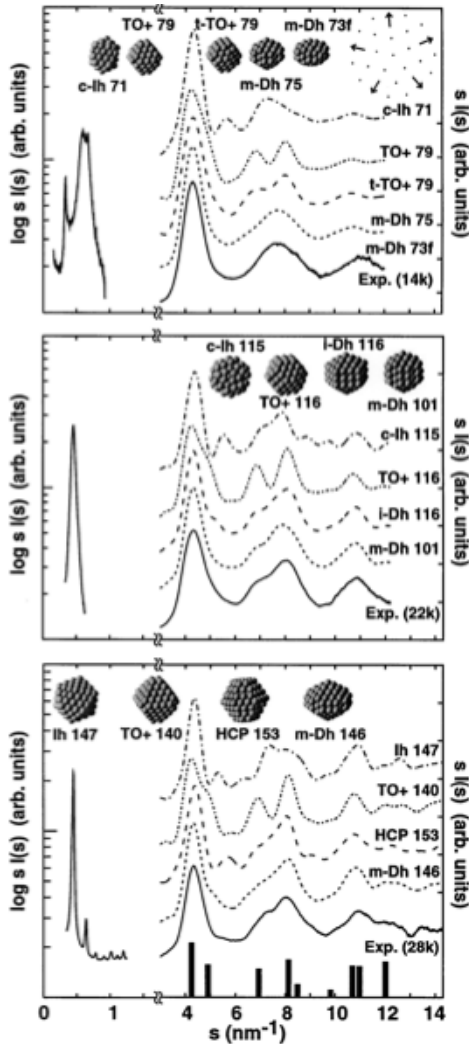 TO+ 79 t-TO+ 79 m-Dh 73f
c-Ih 71 m-Dh 75
c-Ih 71
TO+ 79
t-TO+ 79
m-Dh 75
m-Dh 73f
Exp. (14k)
log s I(s) (arb. units)
s I(s) (arb. units)
c-Ih 115 i-Dh 116
TO+ 116 m-Dh 101
c-Ih 115
TO+ 116
i-Dh 116
m-Dh 101
Exp. (22k)
log s I(s) (arb. units)
s I(s) (arb. units)
Ih 147 TO+ 140 HCP 153 m-Dh 146
Ih 147
TO+ 140
HCP 153
m-Dh 146
Exp. (28k)
log s I(s) (arb. units)
s I(s) (arb. units)
0 1 4 6 8 10 12 14
s (nm⁻¹)